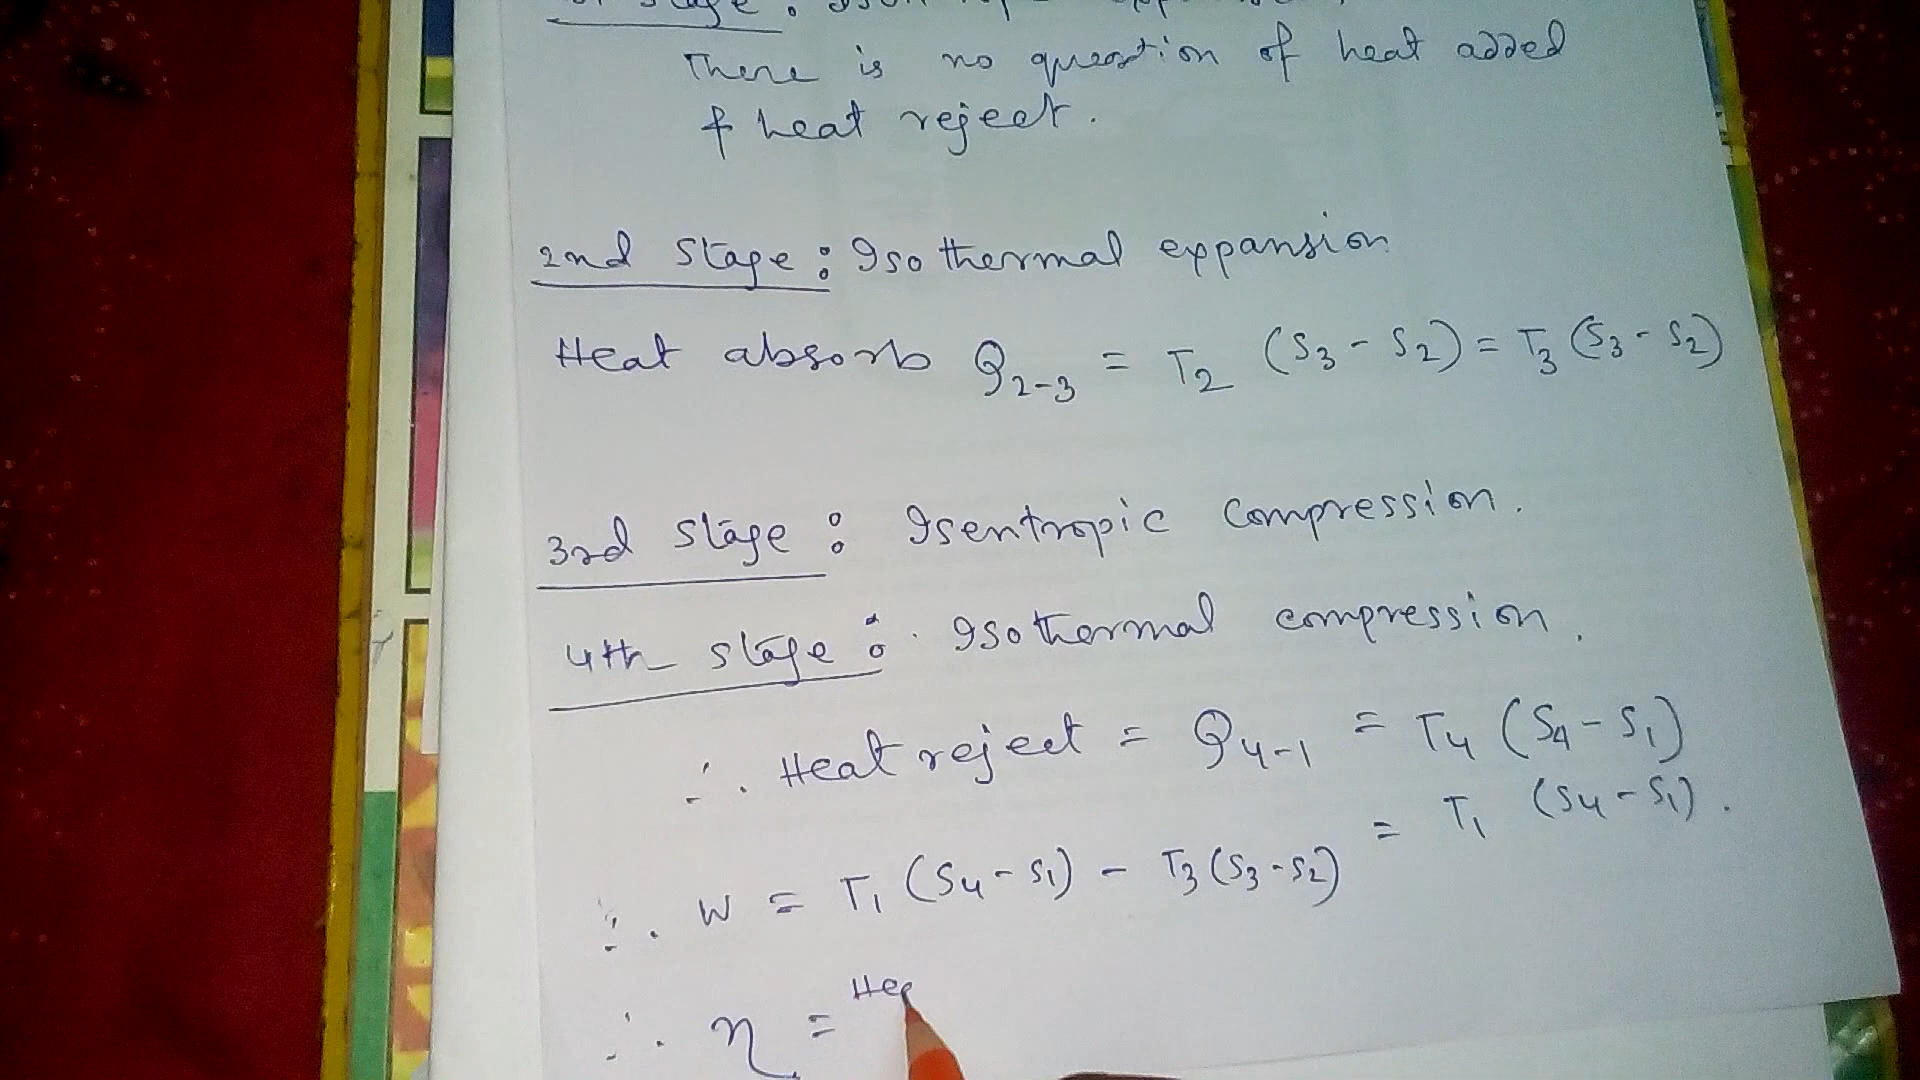 There is no question of heat added
& heat reject.
2nd Stage : Isothermal expansion
Heat absorb Q₂₋₃ = T₂ (S₃ - S₂) = T₃ (S₃ - S₂)
3rd Stage : Isentropic compression.
4th stage : Isothermal compression.
∴ Heat reject = Q₄₋₁ = T₄ (S₄ - S₁)
= T₁ (S₄ - S₁).
∴ W = T₁ (S₄ - S₁) - T₃ (S₃ - S₂)
∴ η = Hea